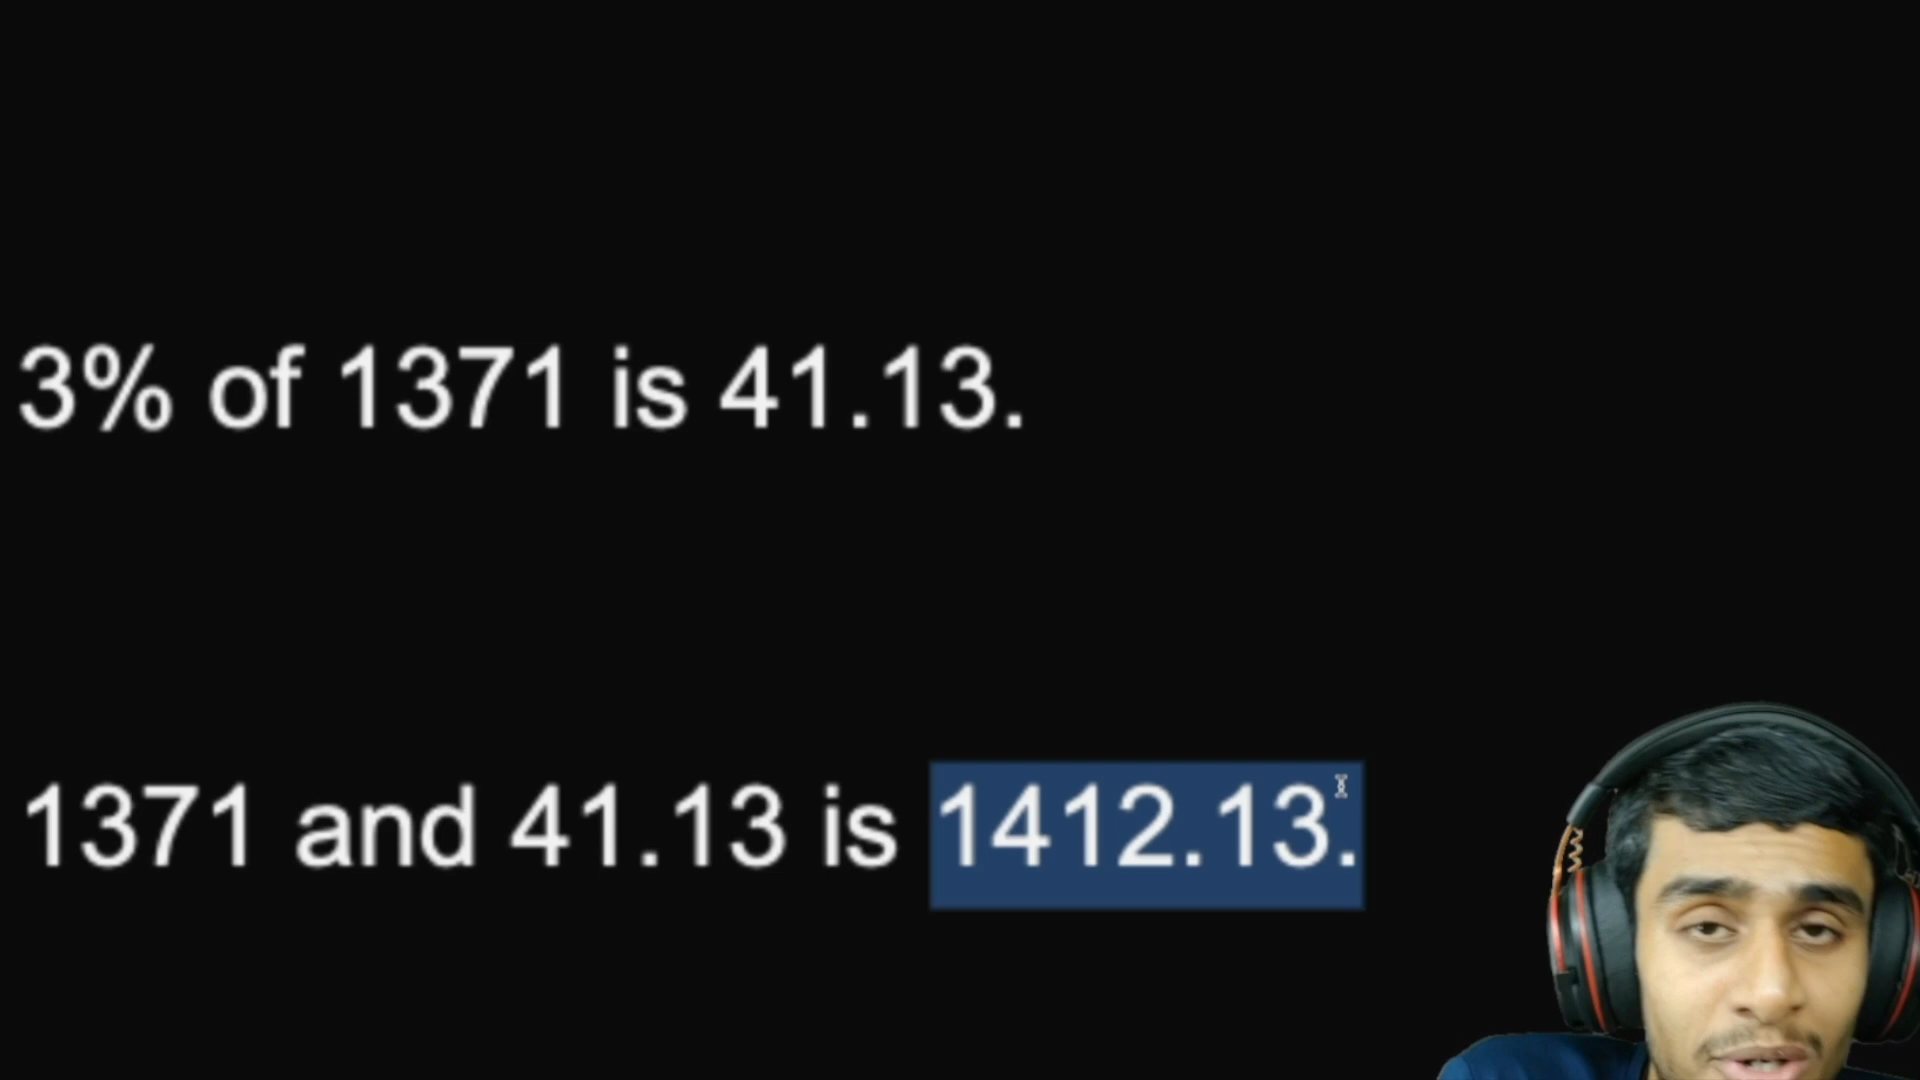 3% of 1371 is 41.13.
1371 and 41.13 is 1412.13.